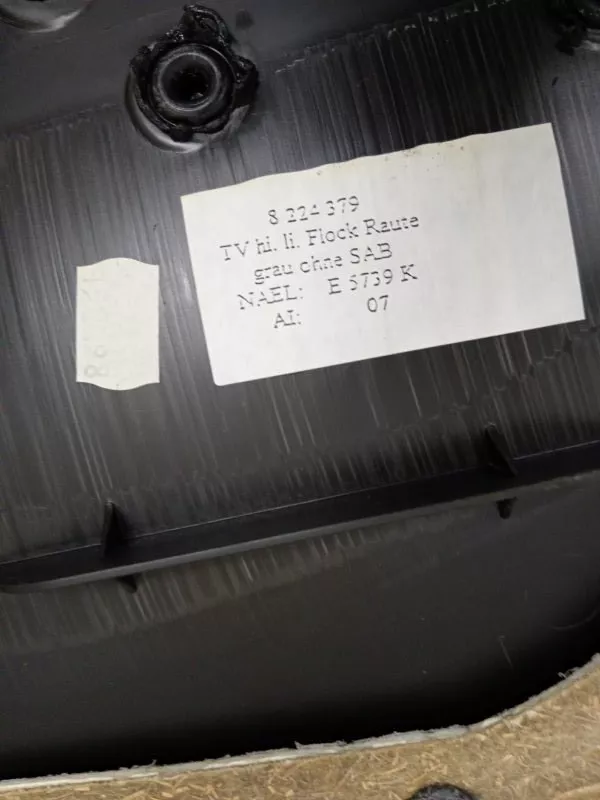 8 224 379
TV hi. li. Flock Raute
grau ohne SAB
NAEL: E 5739 K
AI: 07